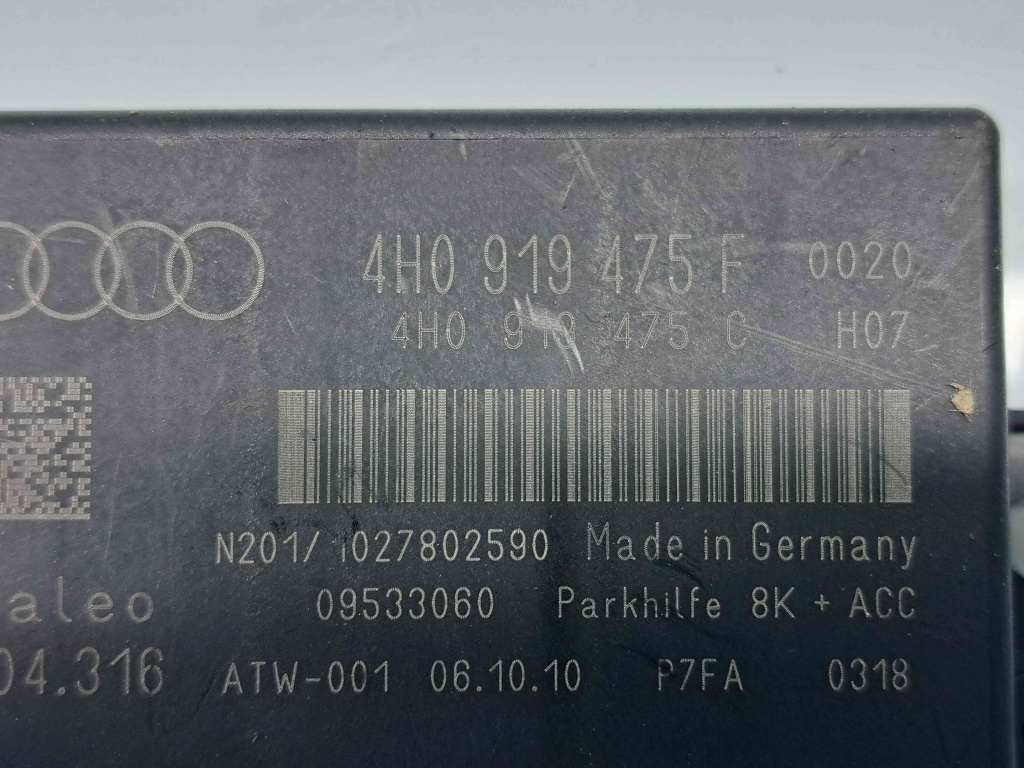 4H0 919 475 F 0020
4H0 919 475 C H07
N201/ 1027802590 Made in Germany
aleo 09533060 Parkhilfe 8K + ACC
04.316 ATW-001 06.10.10 P7FA 0318